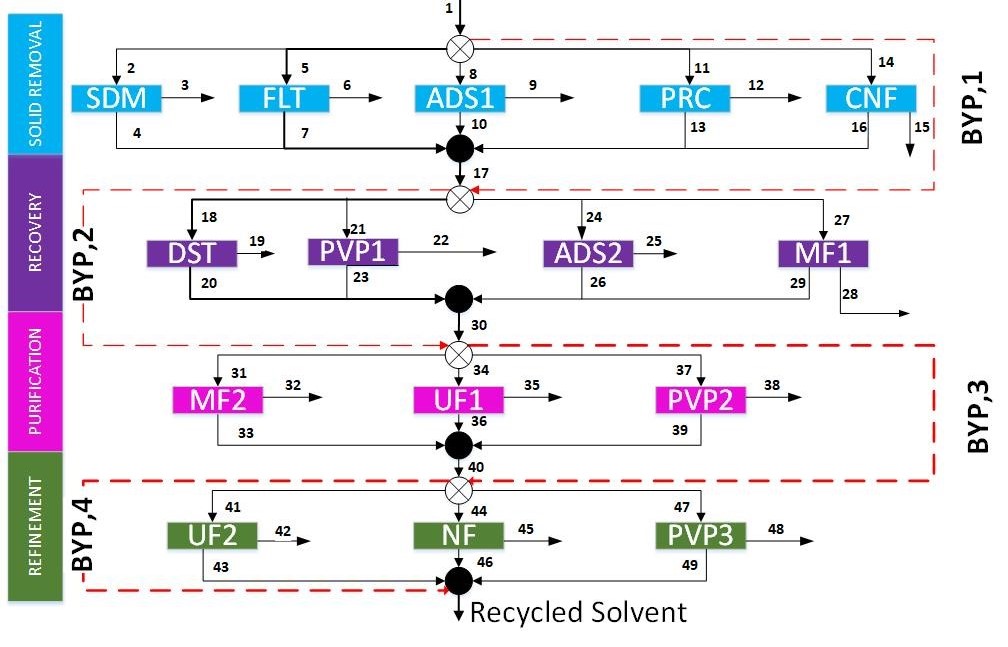 1
SOLID REMOVAL
2
5
8
11
14
SDM
3
FLT
6
ADS1
9
PRC
12
CNF
4
7
10
13
16
15
BYP,1
17
RECOVERY
BYP,2
18
21
24
27
DST
19
PVP1
22
ADS2
25
MF1
20
23
26
29
28
30
PURIFICATION
31
34
37
MF2
32
UF1
35
PVP2
38
33
36
39
BYP,3
40
REFINEMENT
BYP,4
41
44
47
UF2
42
NF
45
PVP3
48
43
46
49
Recycled Solvent